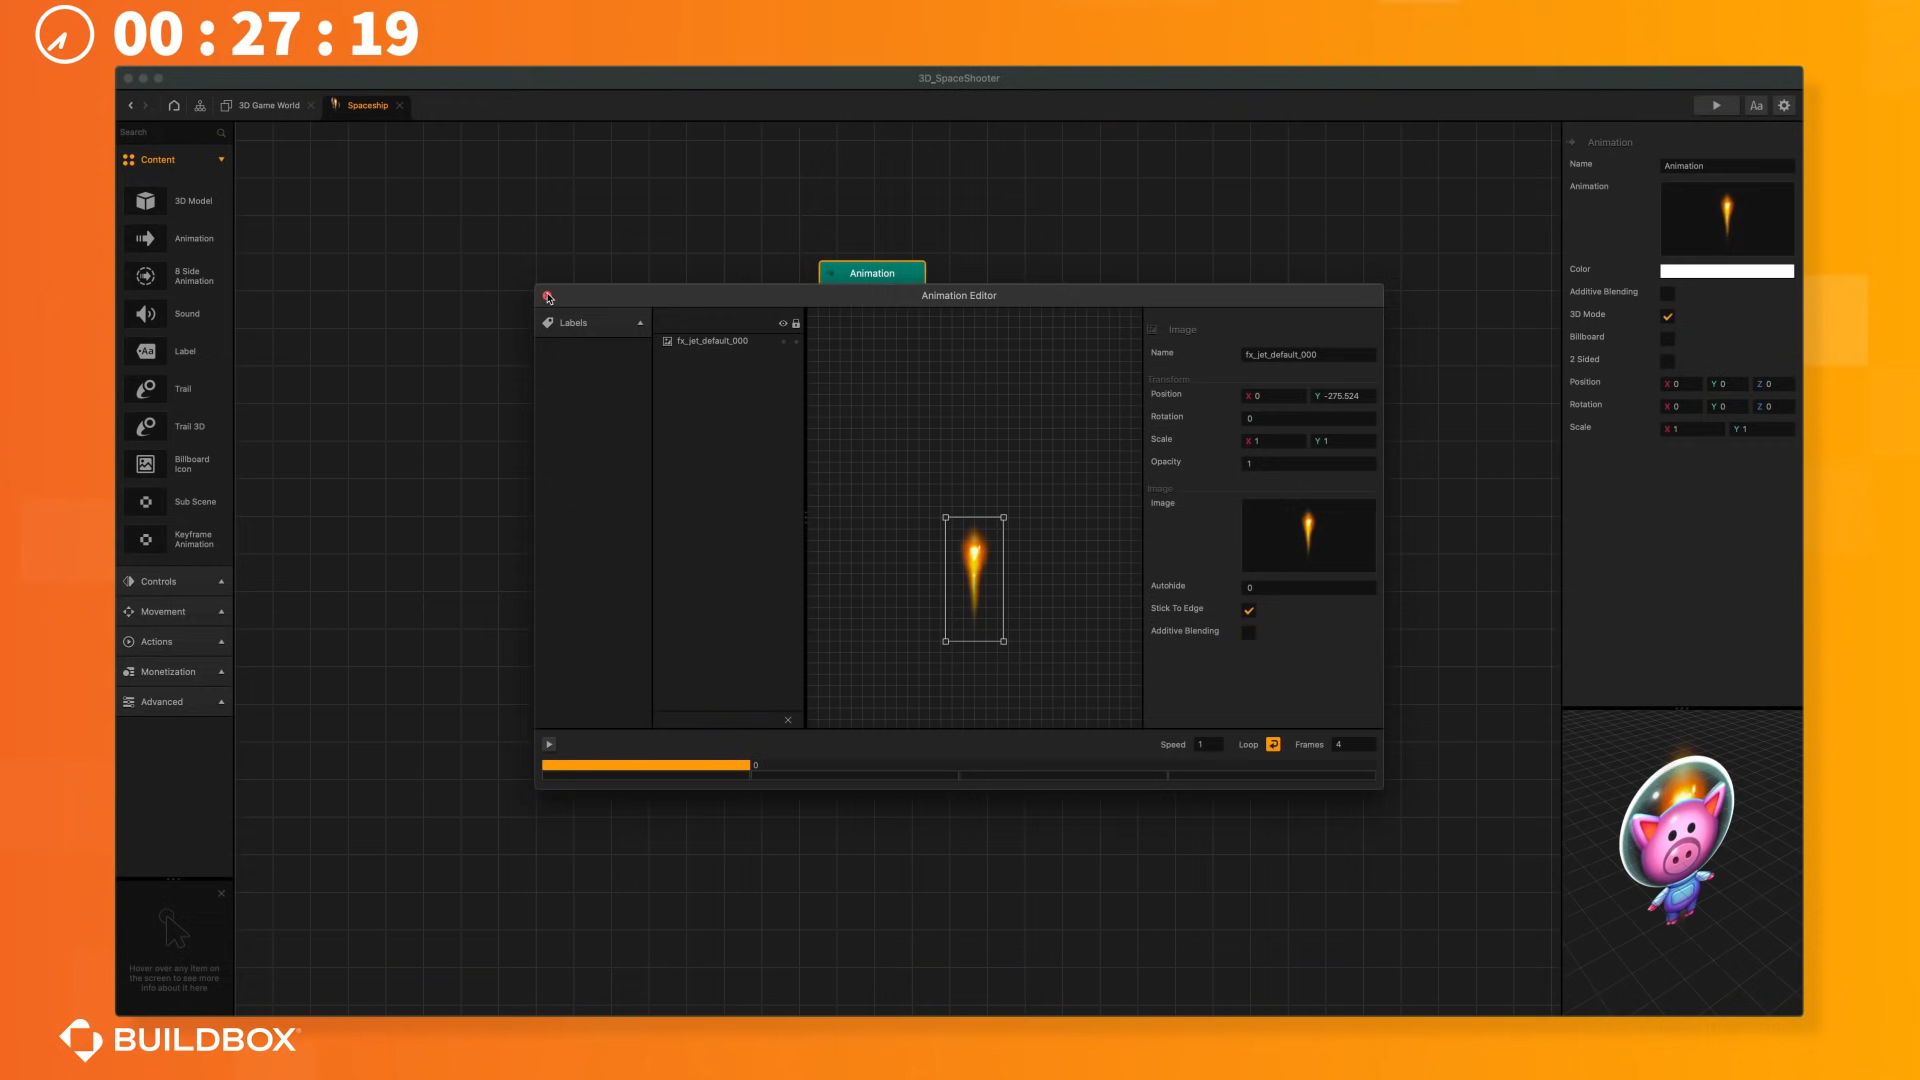 00 : 27 : 19
3D_SpaceShooter
3D Game World
Spaceship
Aa
Search
Content
3D Model
Animation
8 Side
Animation
Sound
Aa
Label
Trail
Trail 3D
Billboard
Icon
Sub Scene
Keyframe
Animation
Controls
Movement
Actions
Monetization
Advanced
Hover over any item on
the screen to see more
info about it here
Animation
Animation Editor
Labels
fx_jet_default_000
Image
Name
fx_jet_default_000
Transform
Position
X 0
Y -275.524
Rotation
0
Scale
X 1
Y 1
Opacity
1
Image
Image
Autohide
0
Stick To Edge
Additive Blending
Speed
1
Loop
Frames
4
0
Animation
Name
Animation
Animation
Color
Additive Blending
3D Mode
Billboard
2 Sided
Position
X 0
Y 0
Z 0
Rotation
X 0
Y 0
Z 0
Scale
X 1
Y 1
BUILDBOX